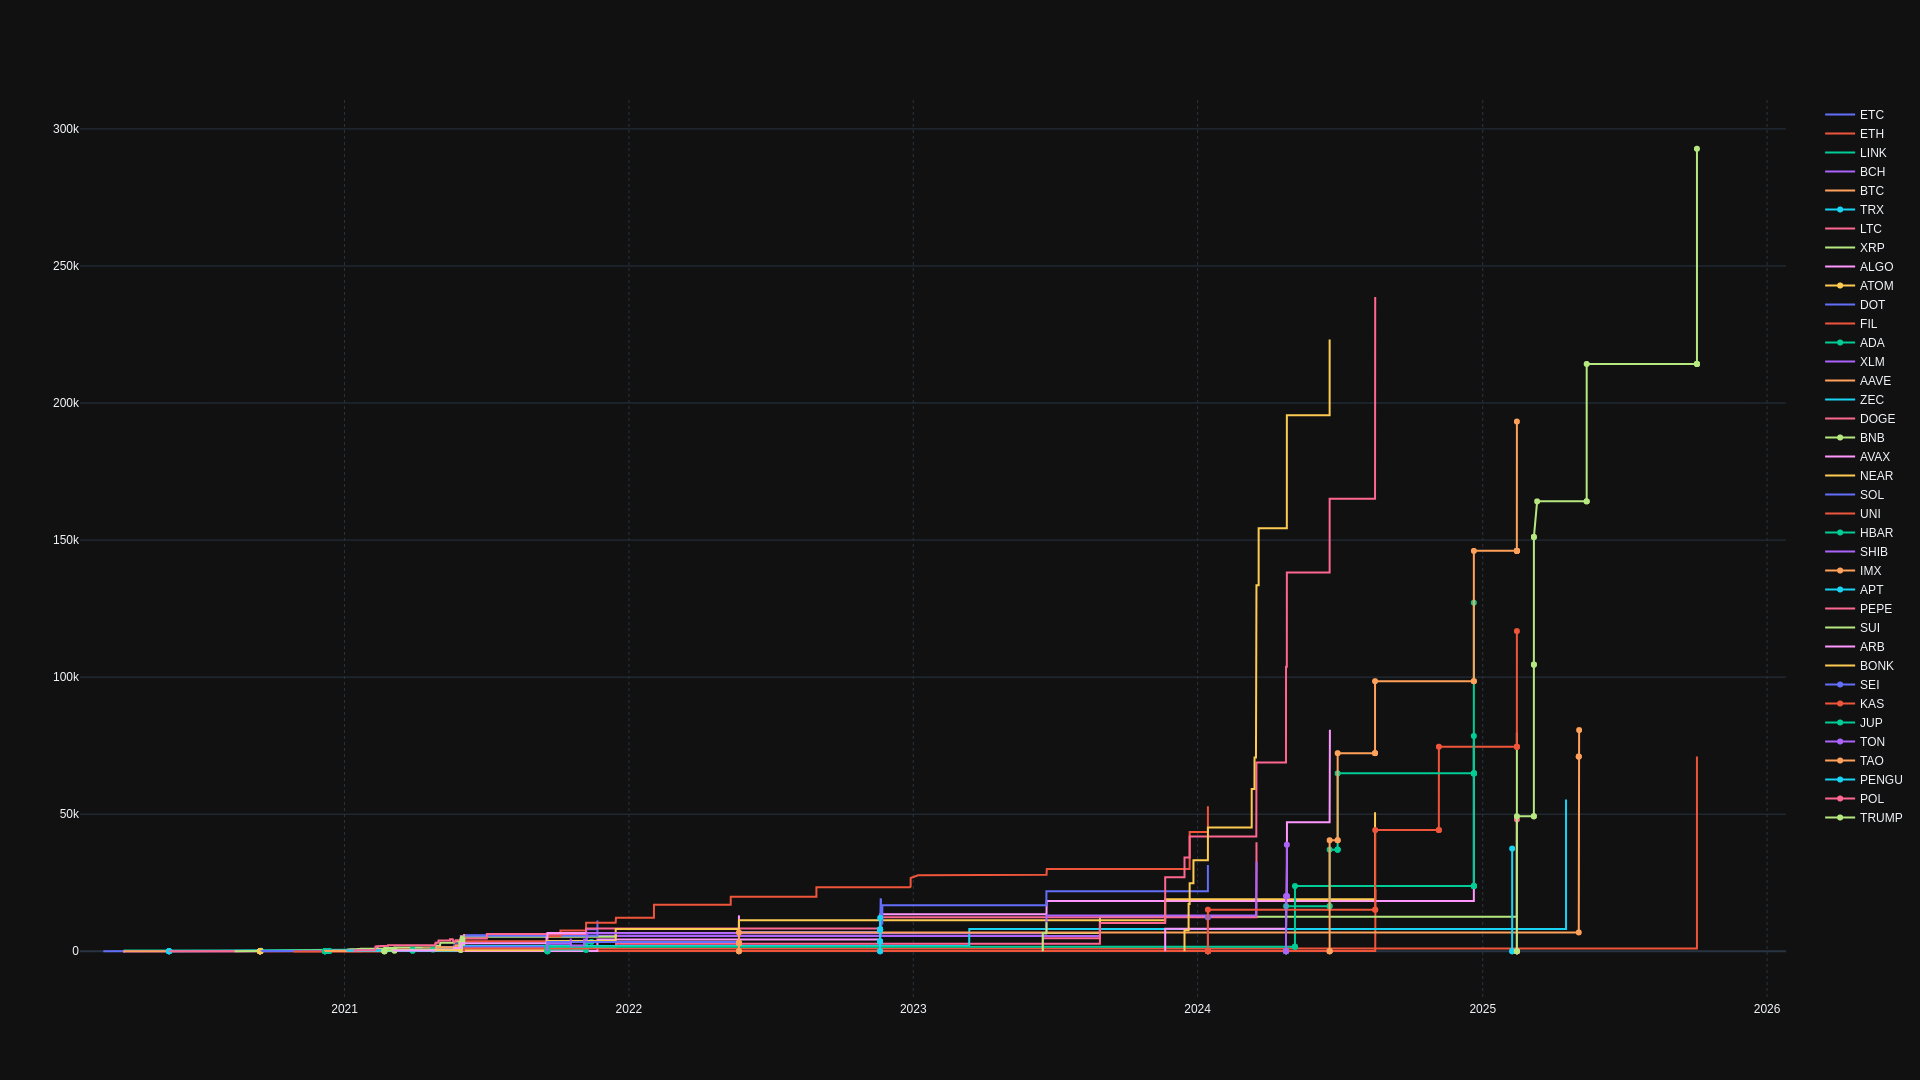 300k
250k
200k
150k
100k
50k
0
2021
2022
2023
2024
2025
2026
ETC
ETH
LINK
BCH
BTC
TRX
LTC
XRP
ALGO
ATOM
DOT
FIL
ADA
XLM
AAVE
ZEC
DOGE
BNB
AVAX
NEAR
SOL
UNI
HBAR
SHIB
IMX
APT
PEPE
SUI
ARB
BONK
SEI
KAS
JUP
TON
TAO
PENGU
POL
TRUMP